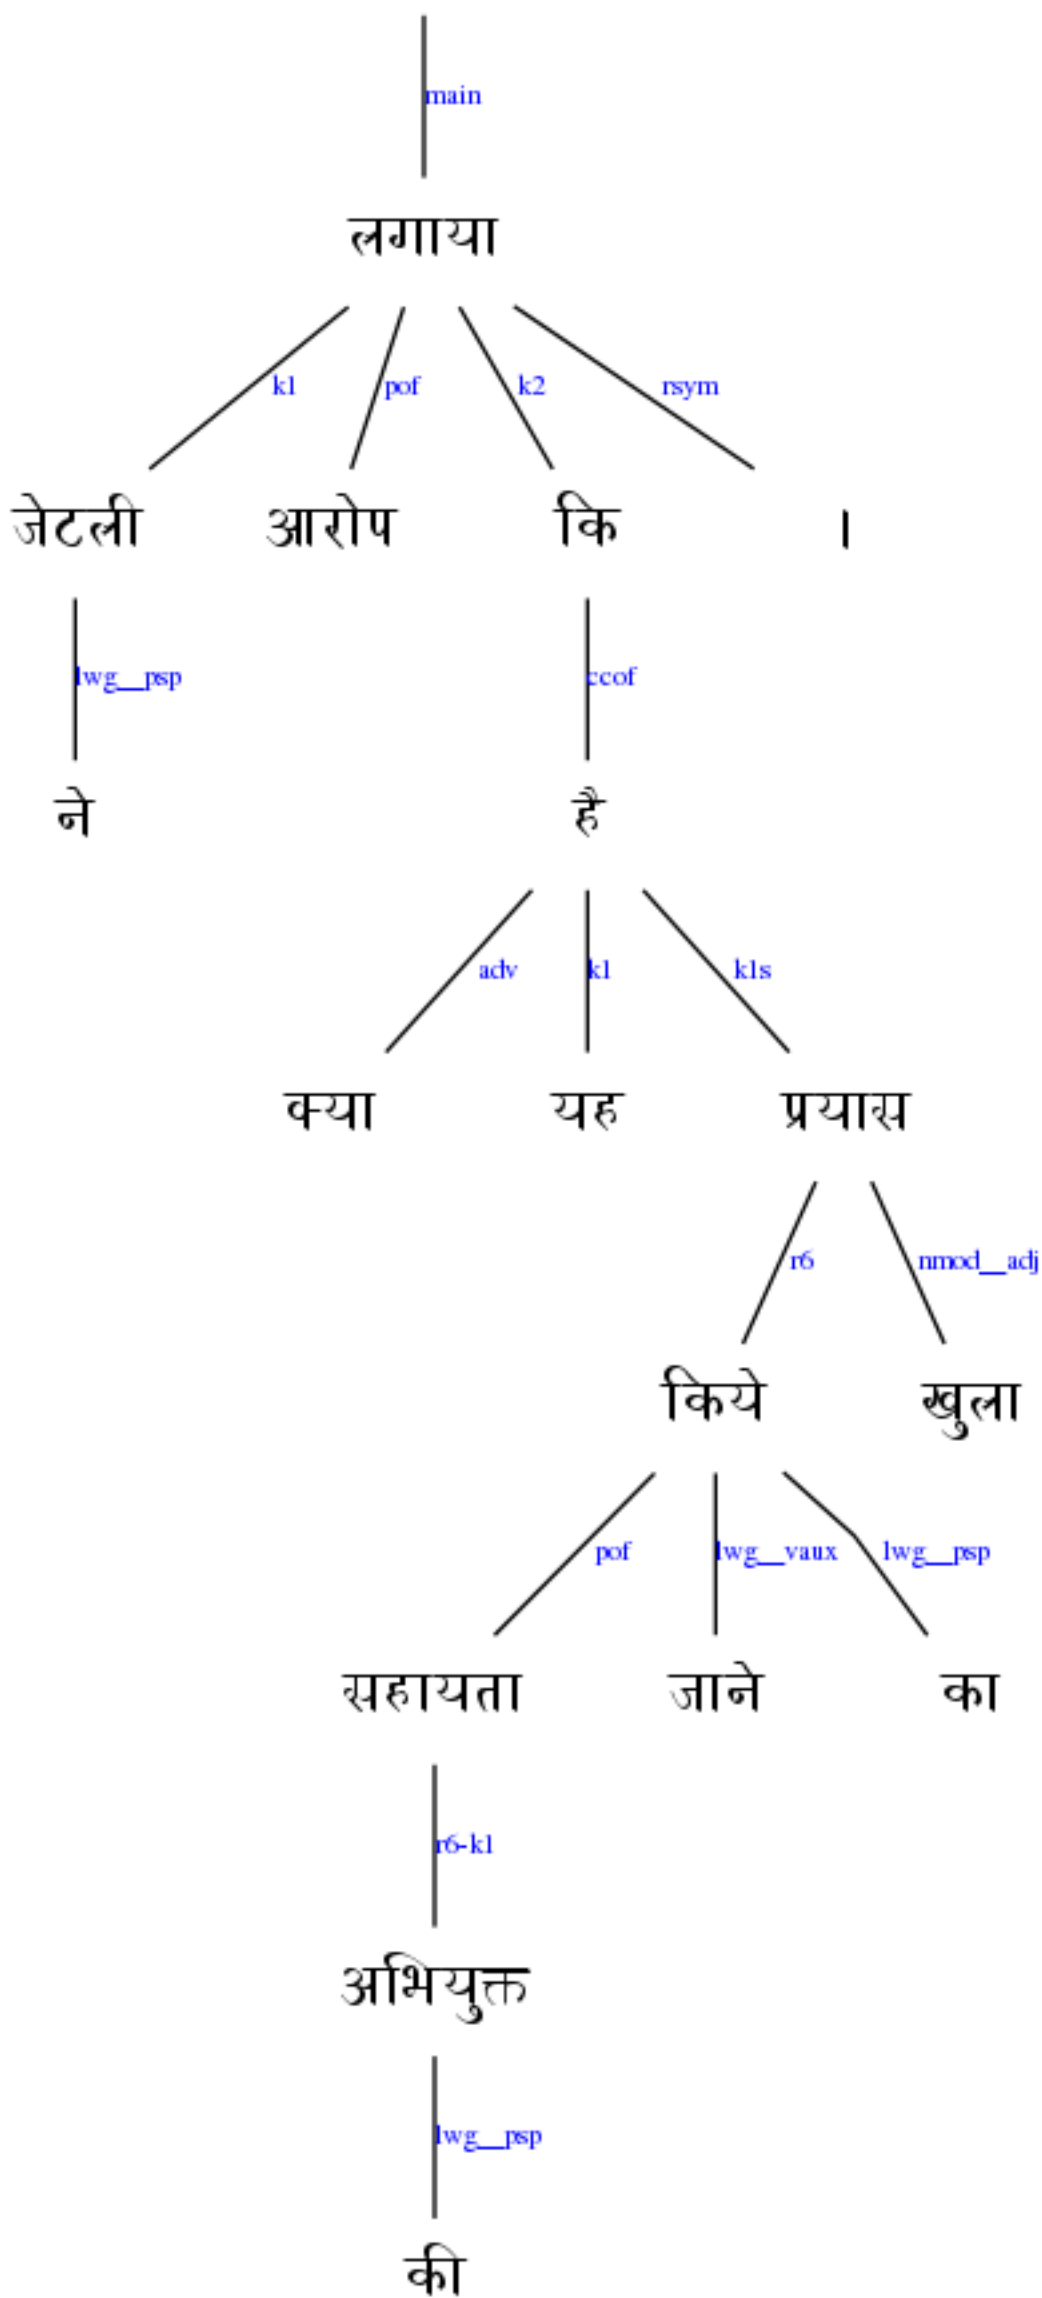 main
लगाया
k1 pof k2 rsym
जेटली आरोप कि ।
lwg__psp ccof
ने है
adv k1 k1s
क्या यह प्रयास
r6 nmod__adj
किये खुला
pof lwg__vaux lwg__psp
सहायता जाने का
r6-k1
अभियुक्त
lwg__psp
की